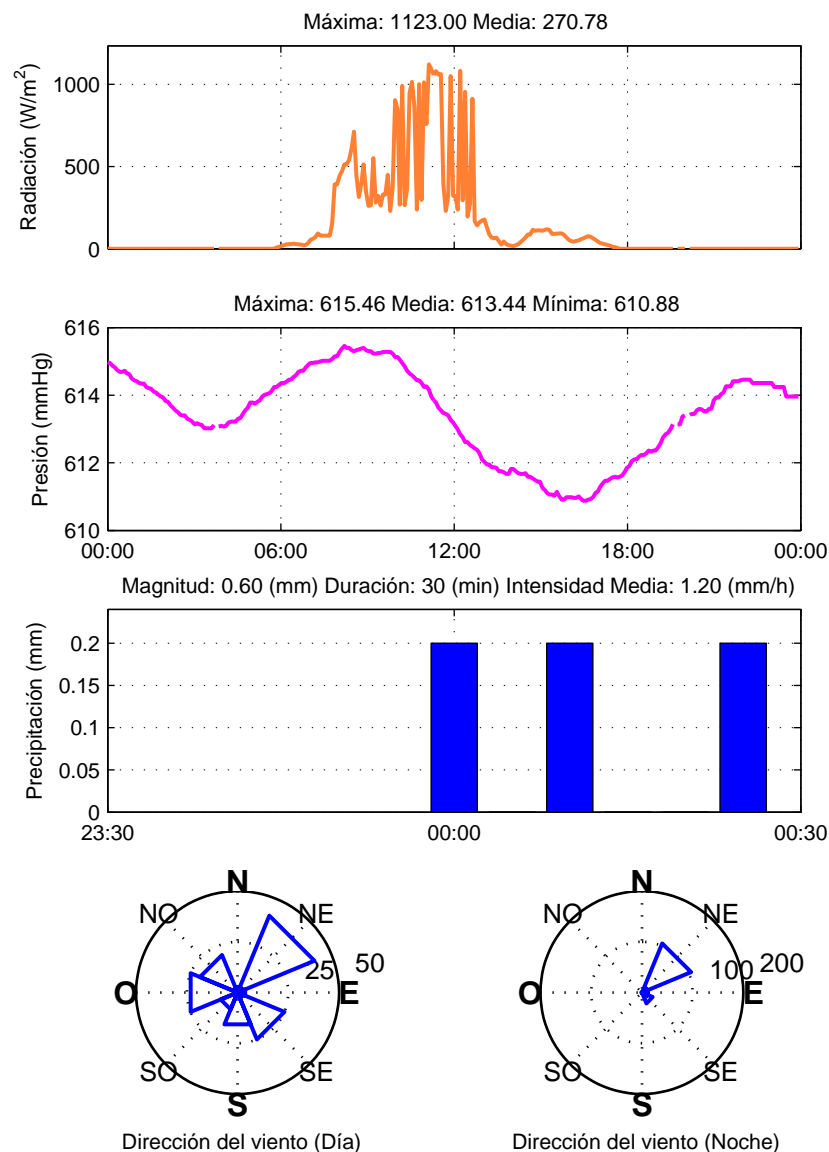 Máxima: 1123.00 Media: 270.78
Radiación (W/m²)
1000
500
0
Máxima: 615.46 Media: 613.44 Mínima: 610.88
Presión (mmHg)
616
614
612
610
00:00 06:00 12:00 18:00 00:00
Magnitud: 0.60 (mm) Duración: 30 (min) Intensidad Media: 1.20 (mm/h)
Precipitación (mm)
0.2
0.15
0.1
0.05
0
23:30 00:00 00:30
N
NO NE
25 50
O E
SO SE
S
Dirección del viento (Día)
N
NO NE
100 200
O E
SO SE
S
Dirección del viento (Noche)